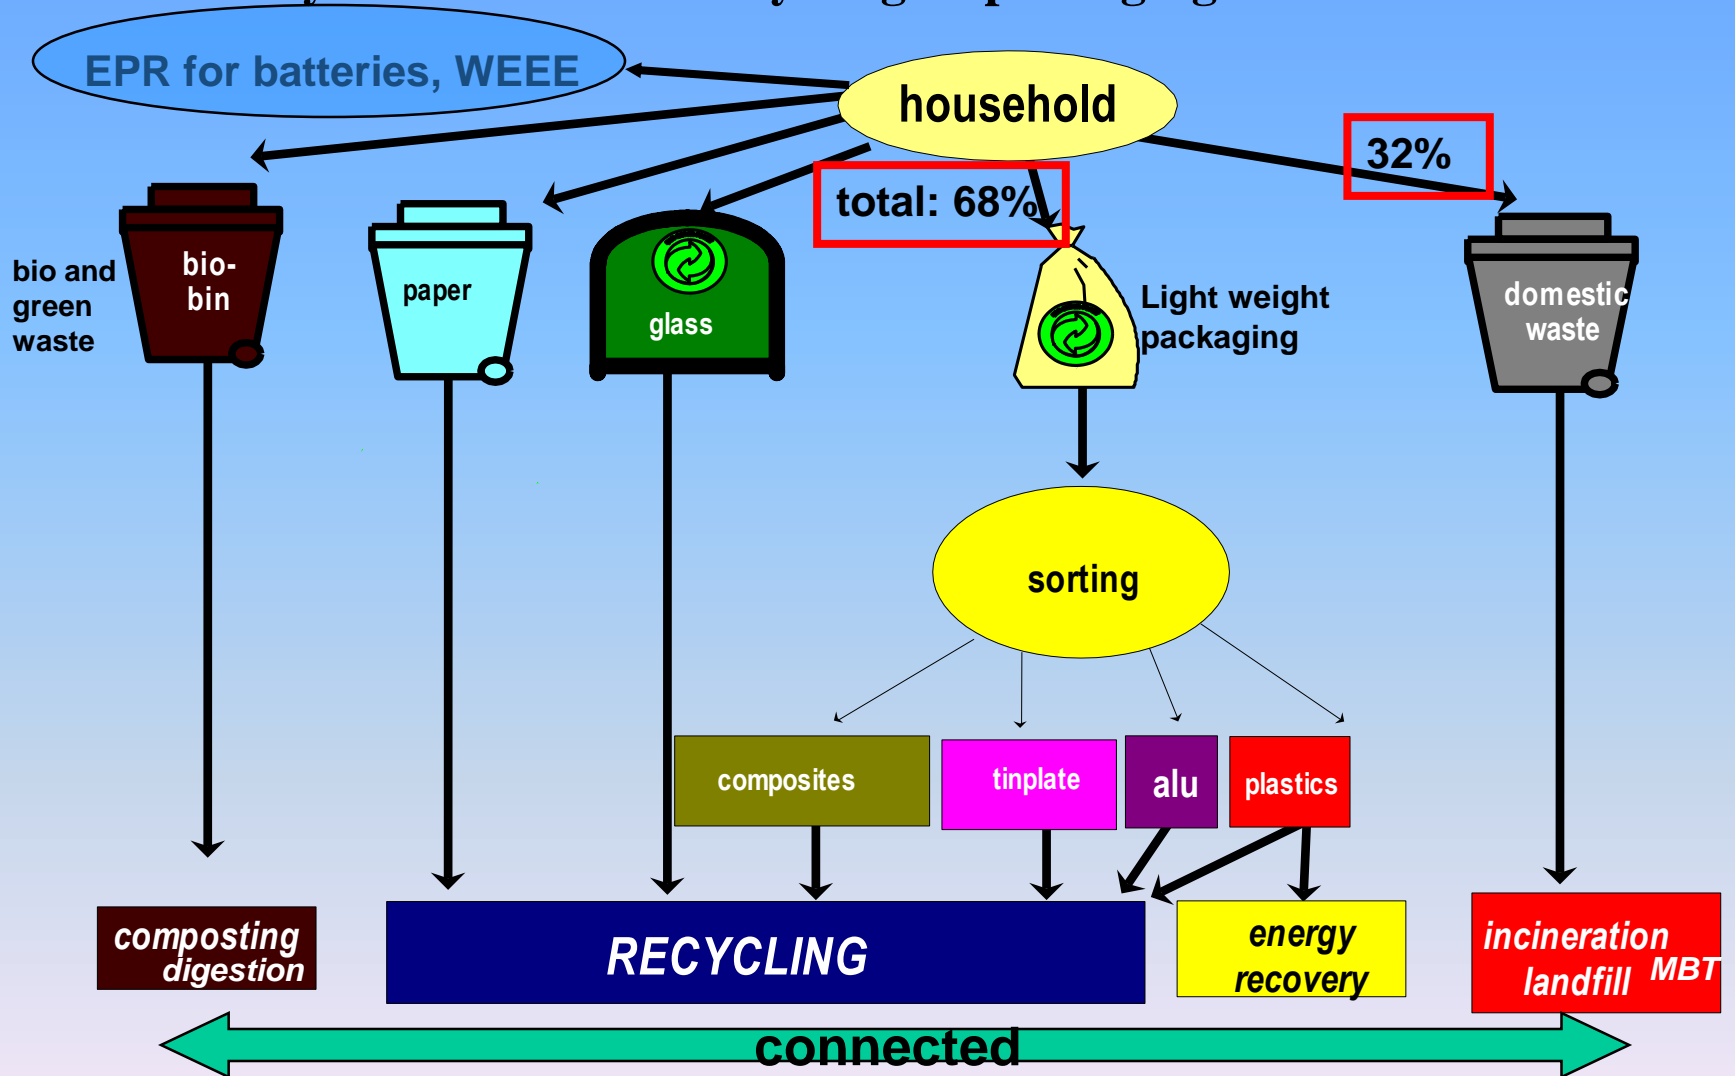 EPR for batteries, WEEE
household
32%
total: 68%
bio and
green
waste
bio-
bin
paper
glass
Light weight
packaging
domestic
waste
sorting
composites
tinplate
alu
plastics
composting
digestion
RECYCLING
energy
recovery
incineration
landfill MBT
connected